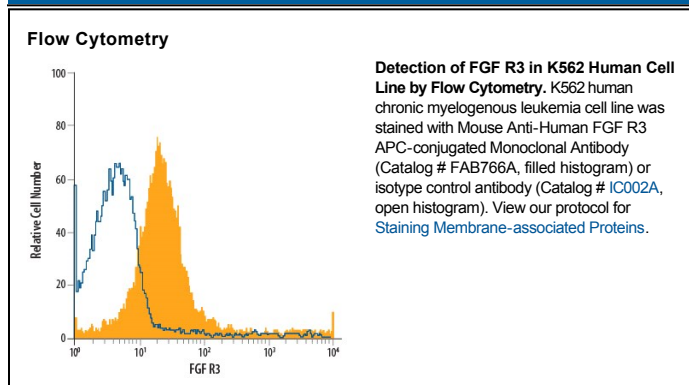 Flow Cytometry
100
80
60
40
20
0
Relative Cell Number
10⁰ 10¹ 10² 10³ 10⁴
FGF R3
Detection of FGF R3 in K562 Human Cell
Line by Flow Cytometry. K562 human
chronic myelogenous leukemia cell line was
stained with Mouse Anti-Human FGF R3
APC-conjugated Monoclonal Antibody
(Catalog # FAB766A, filled histogram) or
isotype control antibody (Catalog # IC002A,
open histogram). View our protocol for
Staining Membrane-associated Proteins.